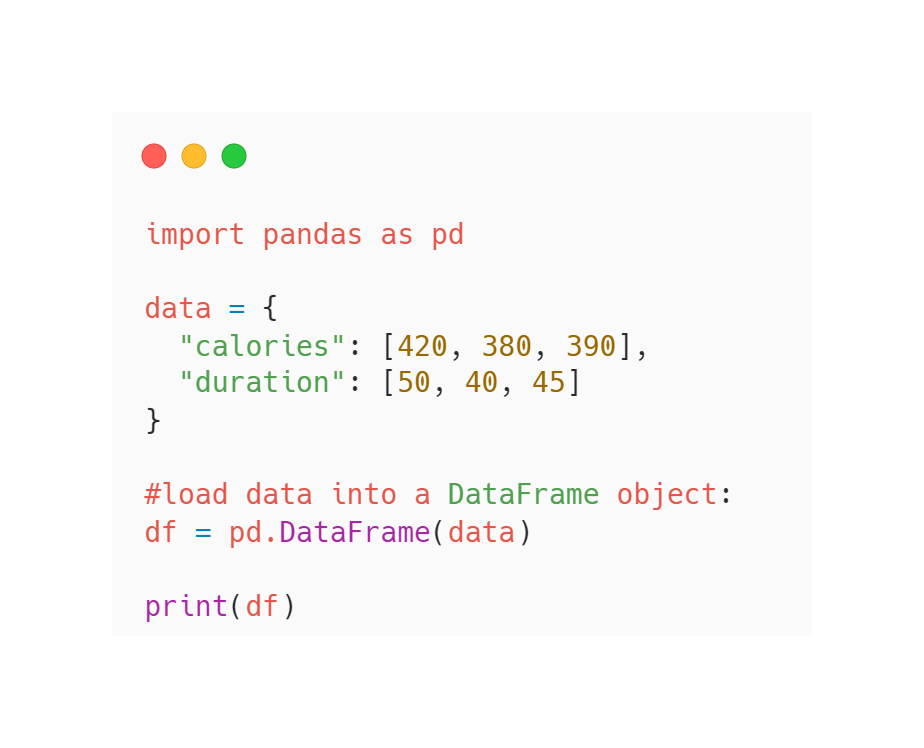 import pandas as pd
data = {
  "calories": [420, 380, 390],
  "duration": [50, 40, 45]
}
#load data into a DataFrame object:
df = pd.DataFrame(data)
print(df)